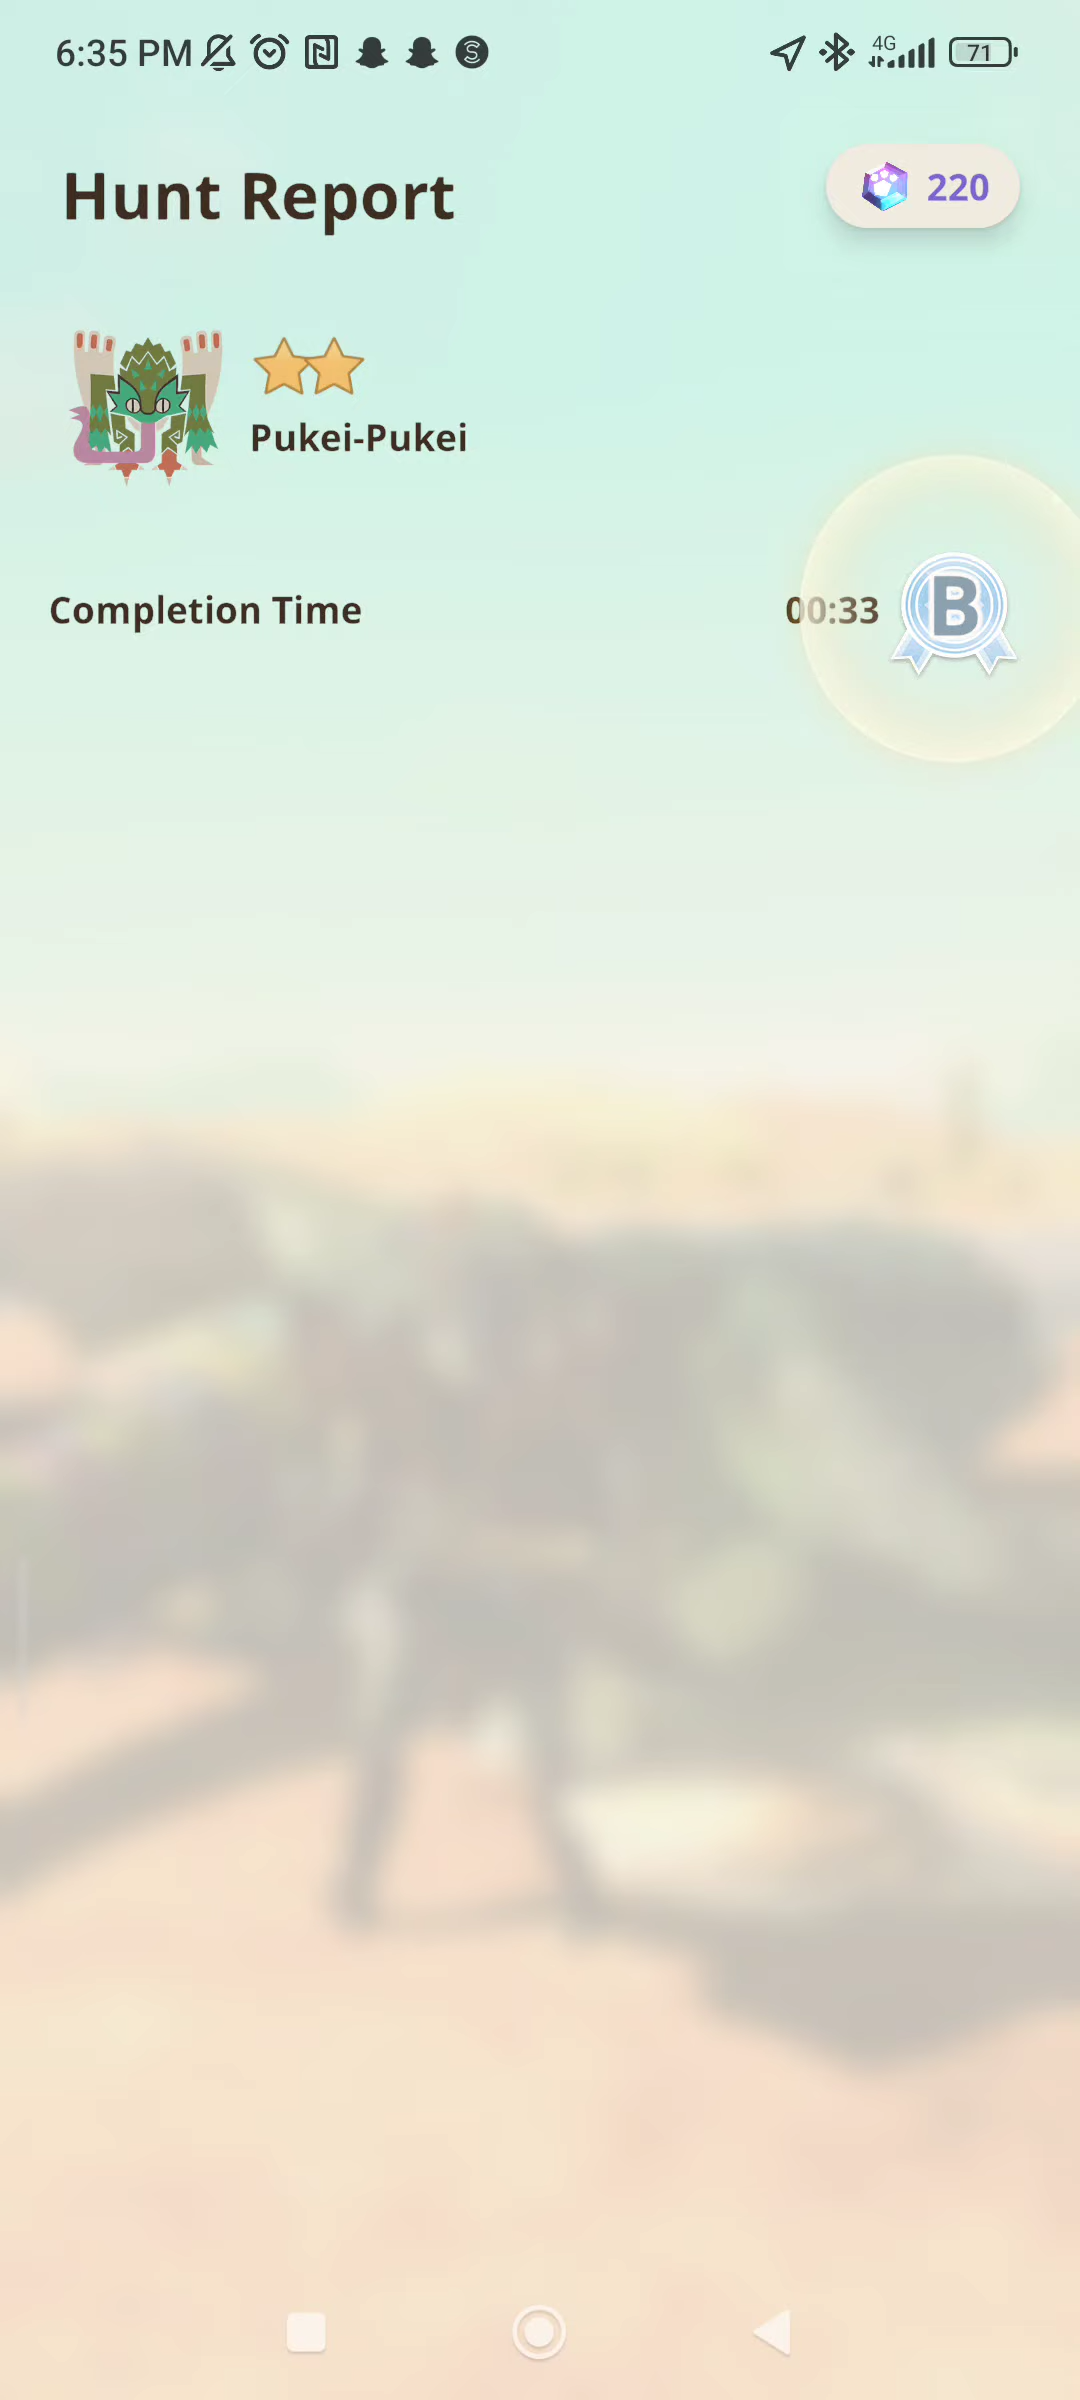 6:35 PM
4G
71
Hunt Report
220
Pukei-Pukei
Completion Time
00:33
B